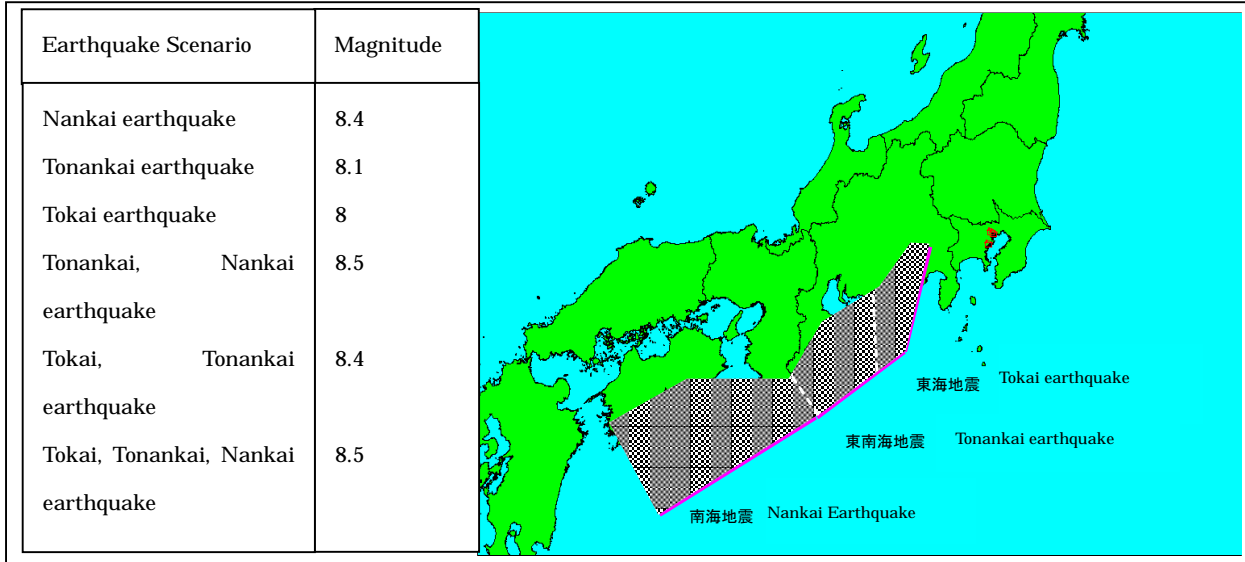 Earthquake Scenario Magnitude
Nankai earthquake 8.4
Tonankai earthquake 8.1
Tokai earthquake 8
Tonankai, Nankai 8.5
earthquake
Tokai, Tonankai 8.4
earthquake
Tokai, Tonankai, Nankai 8.5
earthquake
東海地震 Tokai earthquake
東南海地震 Tonankai earthquake
南海地震 Nankai Earthquake